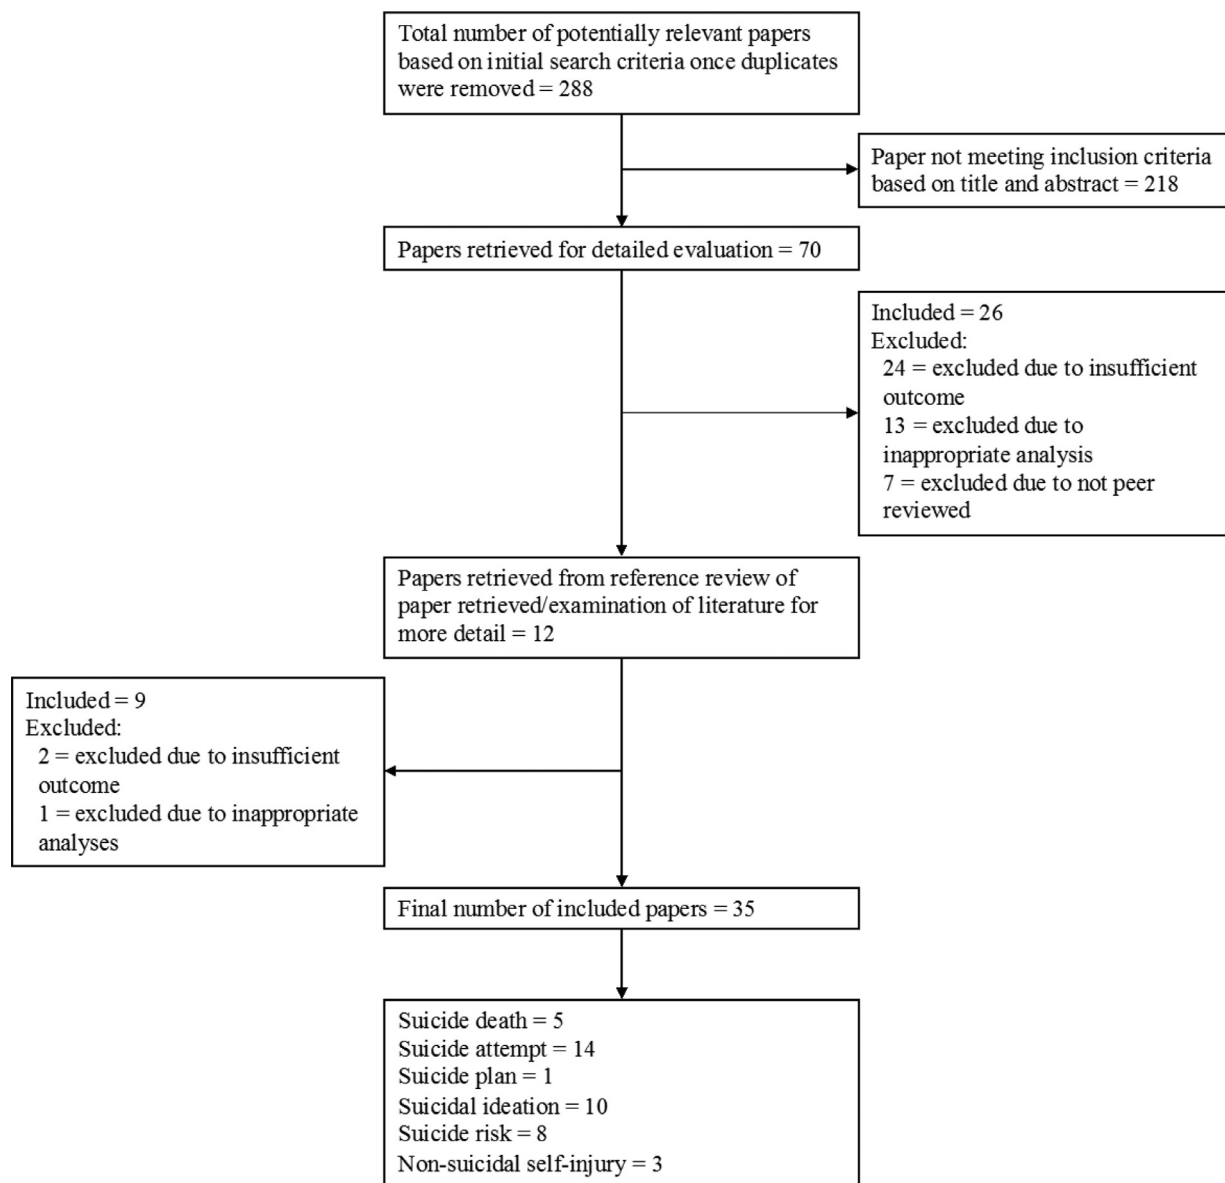 Total number of potentially relevant papers
based on initial search criteria once duplicates
were removed = 288
Paper not meeting inclusion criteria
based on title and abstract = 218
Papers retrieved for detailed evaluation = 70
Included = 26
Excluded:
24 = excluded due to insufficient
outcome
13 = excluded due to
inappropriate analysis
7 = excluded due to not peer
reviewed
Papers retrieved from reference review of
paper retrieved/examination of literature for
more detail = 12
Included = 9
Excluded:
2 = excluded due to insufficient
outcome
1 = excluded due to inappropriate
analyses
Final number of included papers = 35
Suicide death = 5
Suicide attempt = 14
Suicide plan = 1
Suicidal ideation = 10
Suicide risk = 8
Non-suicidal self-injury = 3